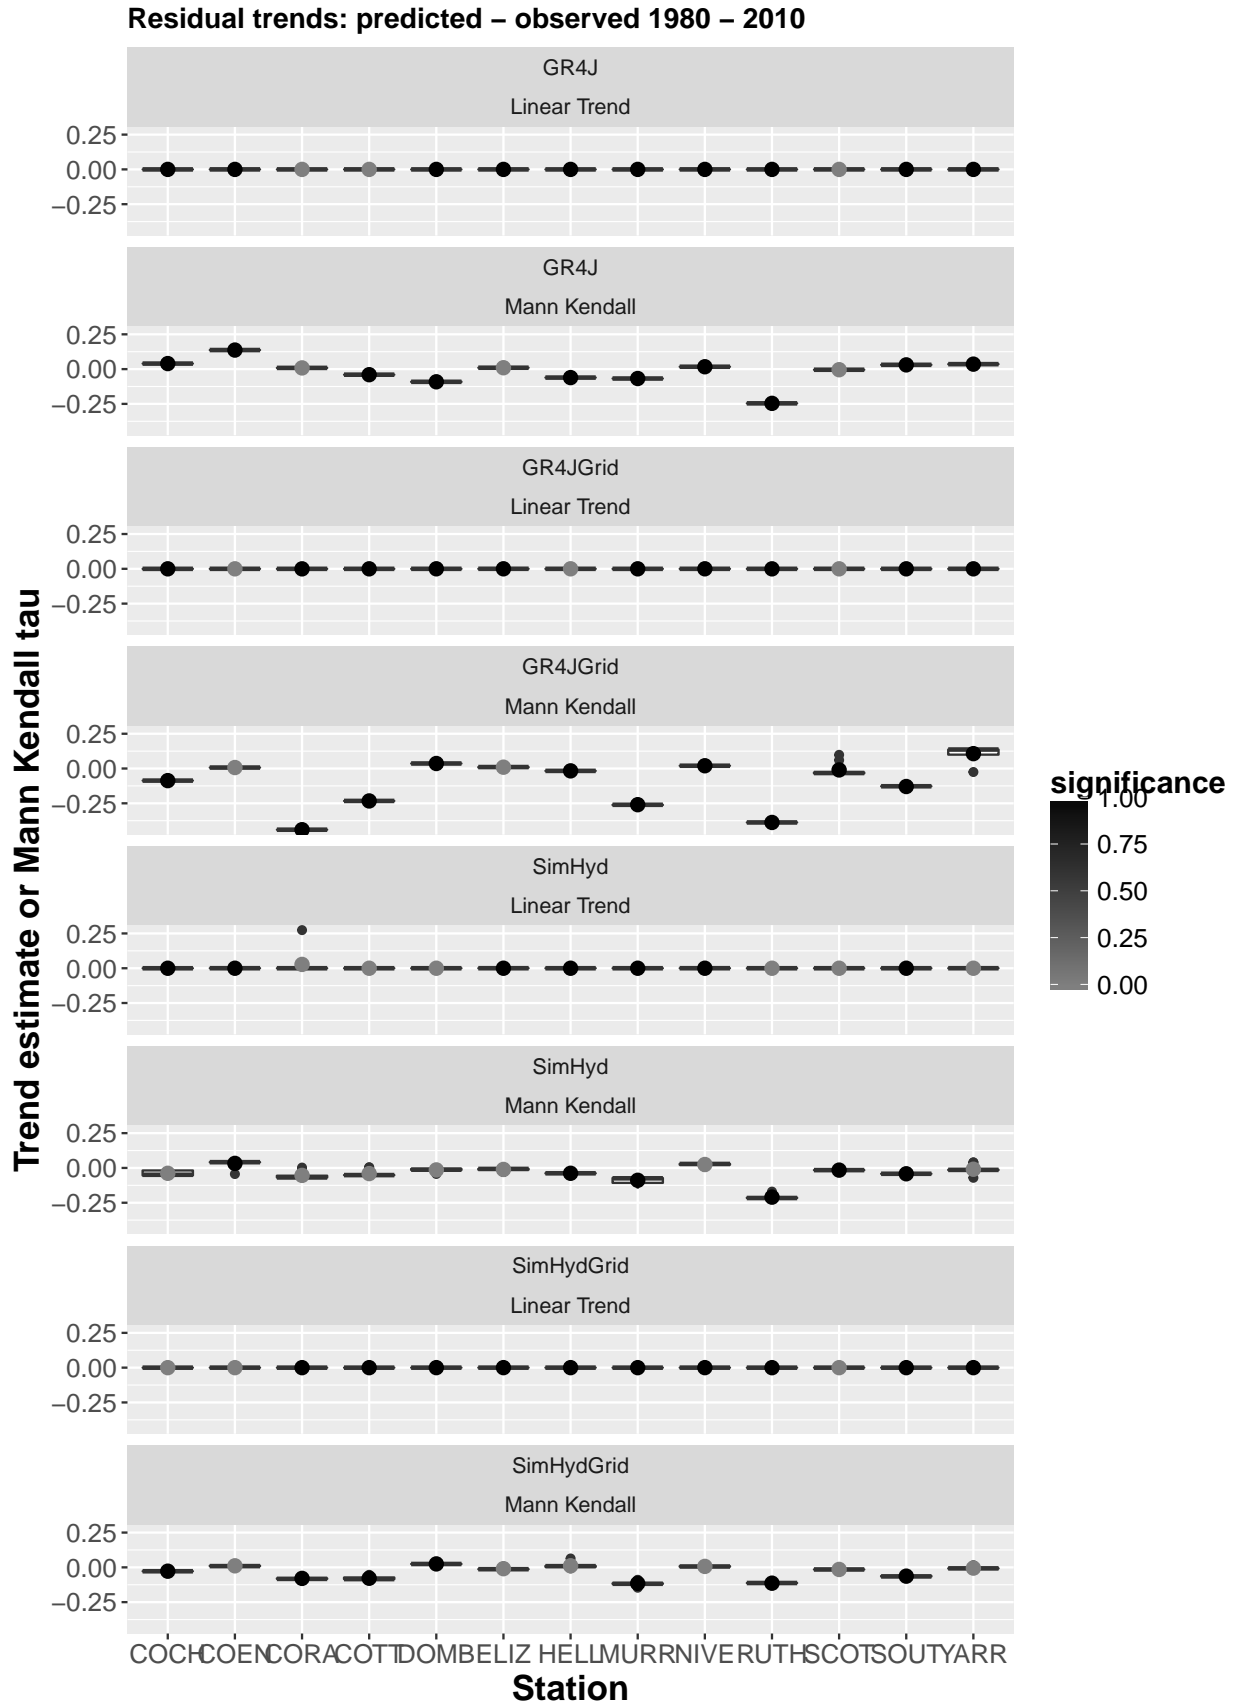 Residual trends: predicted – observed 1980 – 2010
GR4J
Linear Trend
0.25
0.00
−0.25
GR4J
Mann Kendall
0.25
0.00
−0.25
GR4JGrid
Linear Trend
0.25
0.00
−0.25
GR4JGrid
Mann Kendall
0.25
0.00
−0.25
SimHyd
Linear Trend
0.25
0.00
−0.25
SimHyd
Mann Kendall
0.25
0.00
−0.25
SimHydGrid
Linear Trend
0.25
0.00
−0.25
SimHydGrid
Mann Kendall
0.25
0.00
−0.25
COCH COEN CORA COTT DOMB ELIZ HELL MURR NIVE RUTH SCOT SOUT YARR
Station
Trend estimate or Mann Kendall tau
significance
1.00
0.75
0.50
0.25
0.00